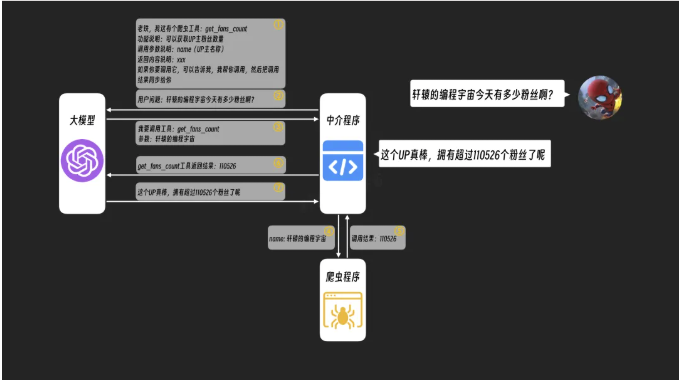 老铁，我这有个爬虫工具：get_fans_count
功能说明：可以获取UP主粉丝数量
调用参数说明：name（UP主名称）
返回内容说明：xxx
如果你要调用它，可以告诉我，我帮你调用，然后把调用
结果同步给你
用户问题：轩辕的编程宇宙今天有多少粉丝啊？
轩辕的编程宇宙今天有多少粉丝啊？
大模型
中介程序
我要调用工具：get_fans_count
参数：轩辕的编程宇宙
这个UP真棒，拥有超过110526个粉丝了呢
get_fans_count工具返回结果：110526
这个UP真棒，拥有超过110526个粉丝了呢
name:轩辕的编程宇宙
调用结果：110526
爬虫程序